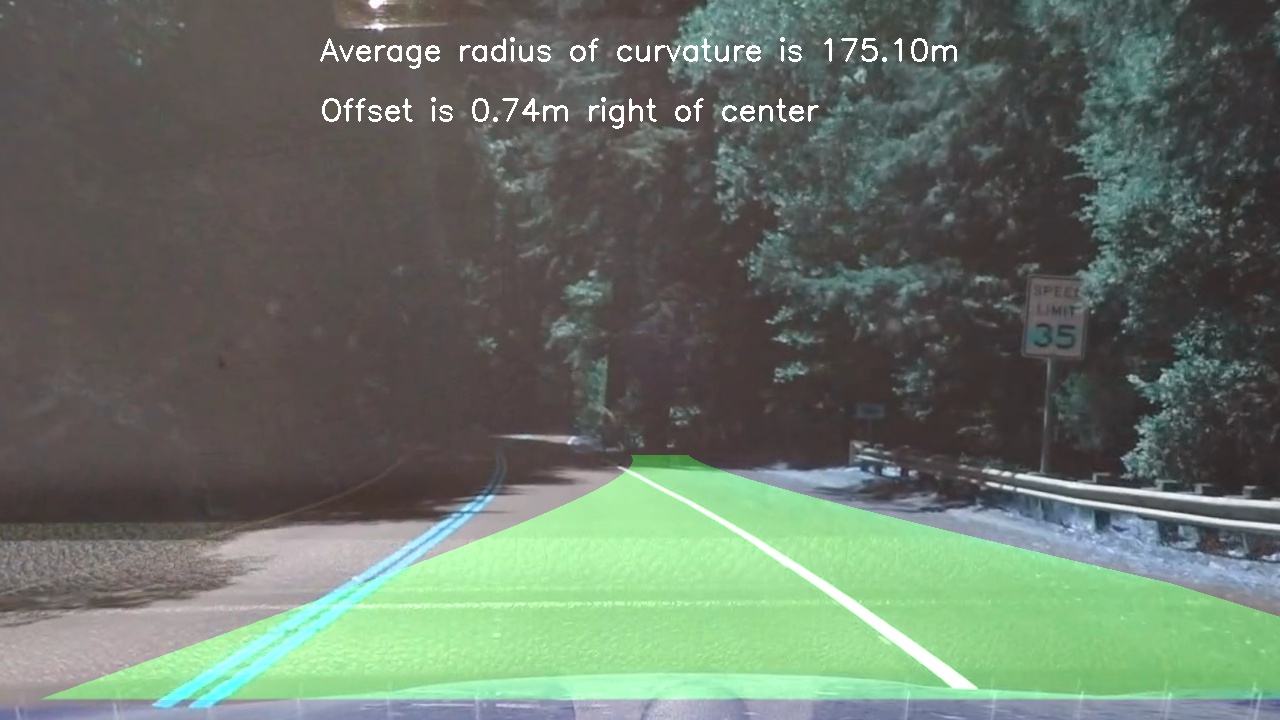 Average radius of curvature is 175.10m
Offset is 0.74m right of center
SPEED
LIMIT
35